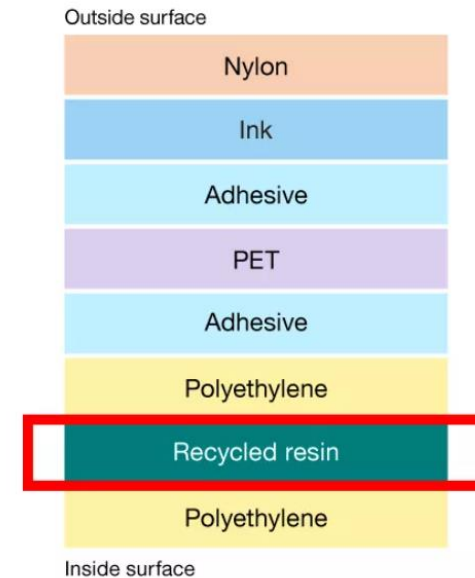 Outside surface
Nylon
Ink
Adhesive
PET
Adhesive
Polyethylene
Recycled resin
Polyethylene
Inside surface